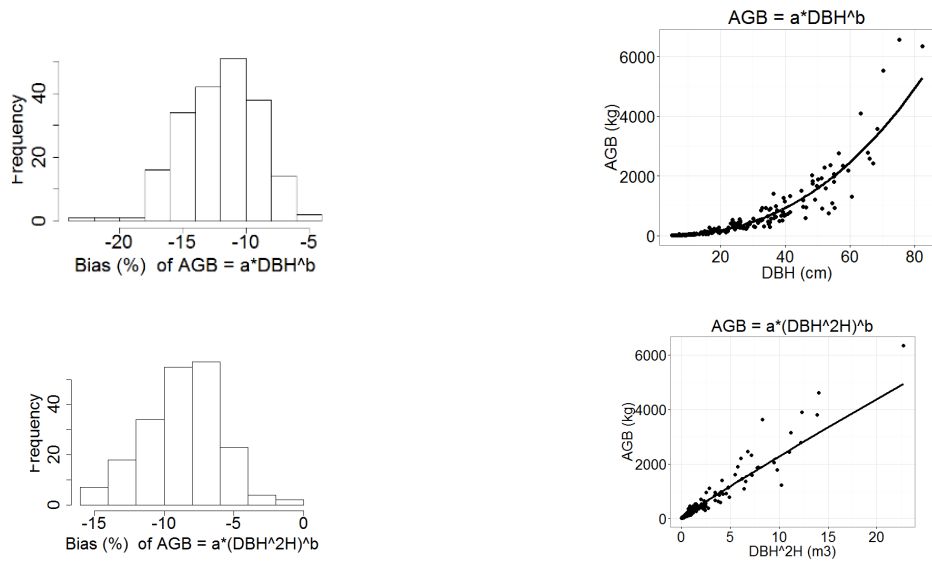 Frequency
0 20 40
-20 -15 -10 -5
Bias (%) of AGB = a*DBH^b
AGB = a*DBH^b
AGB (kg)
6000
4000
2000
0
20 40 60 80
DBH (cm)
Frequency
0 20 40
-15 -10 -5 0
Bias (%) of AGB = a*(DBH^2H)^b
AGB = a*(DBH^2H)^b
AGB (kg)
6000
4000
2000
0
0 5 10 15 20
DBH^2H (m3)